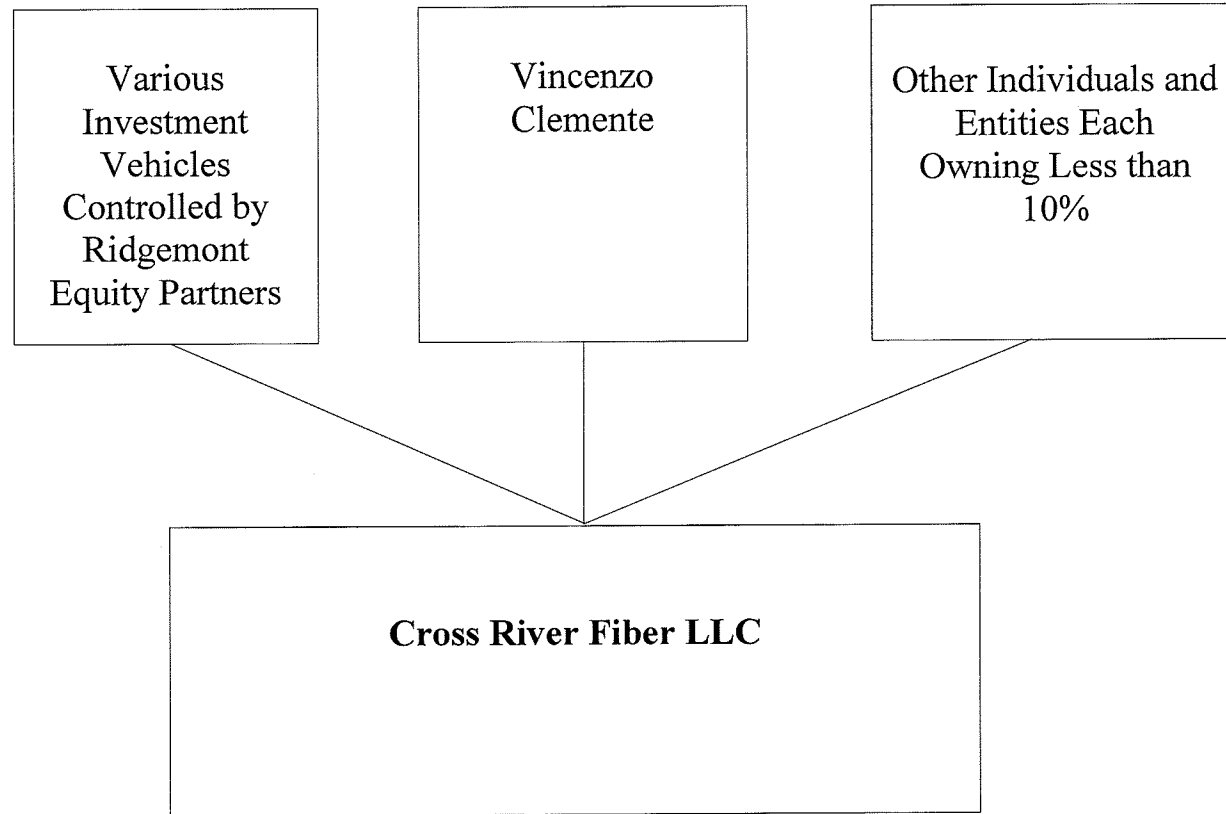 Various
Investment
Vehicles
Controlled by
Ridgemont
Equity Partners
Vincenzo
Clemente
Other Individuals and
Entities Each
Owning Less than
10%
Cross River Fiber LLC